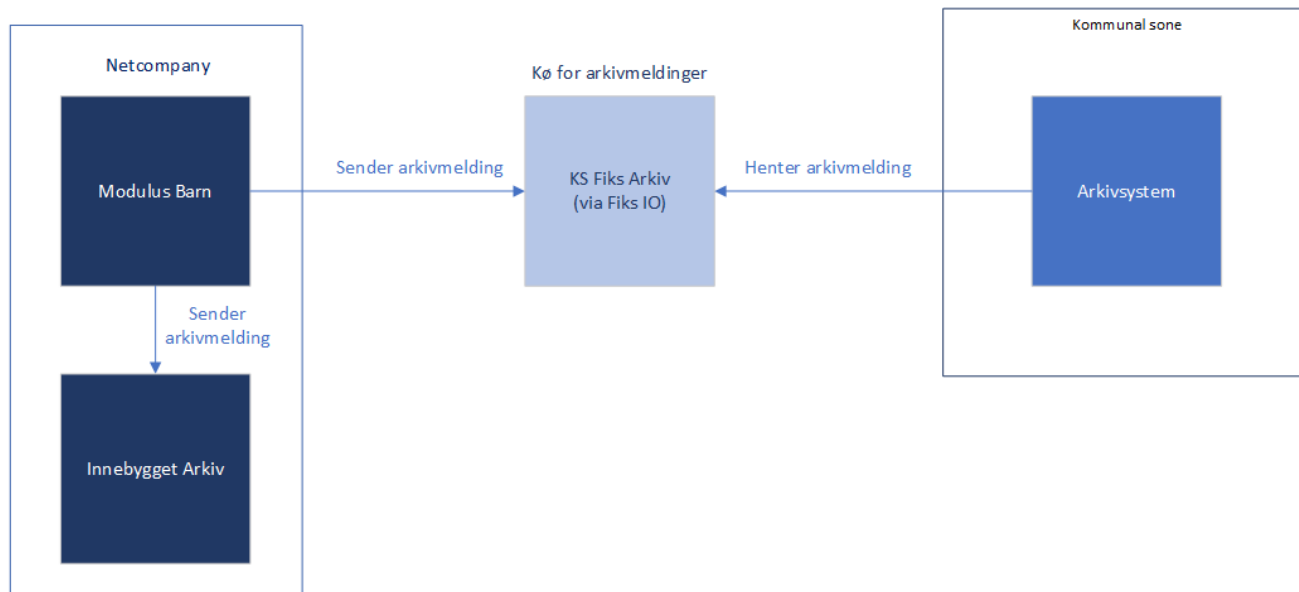 Kommunal sone
Netcompany
Kø for arkivmeldinger
Modulus Barn
Sender arkivmelding
KS Fiks Arkiv
(via Fiks IO)
Henter arkivmelding
Arkivsystem
Sender
arkivmelding
Innebygget Arkiv